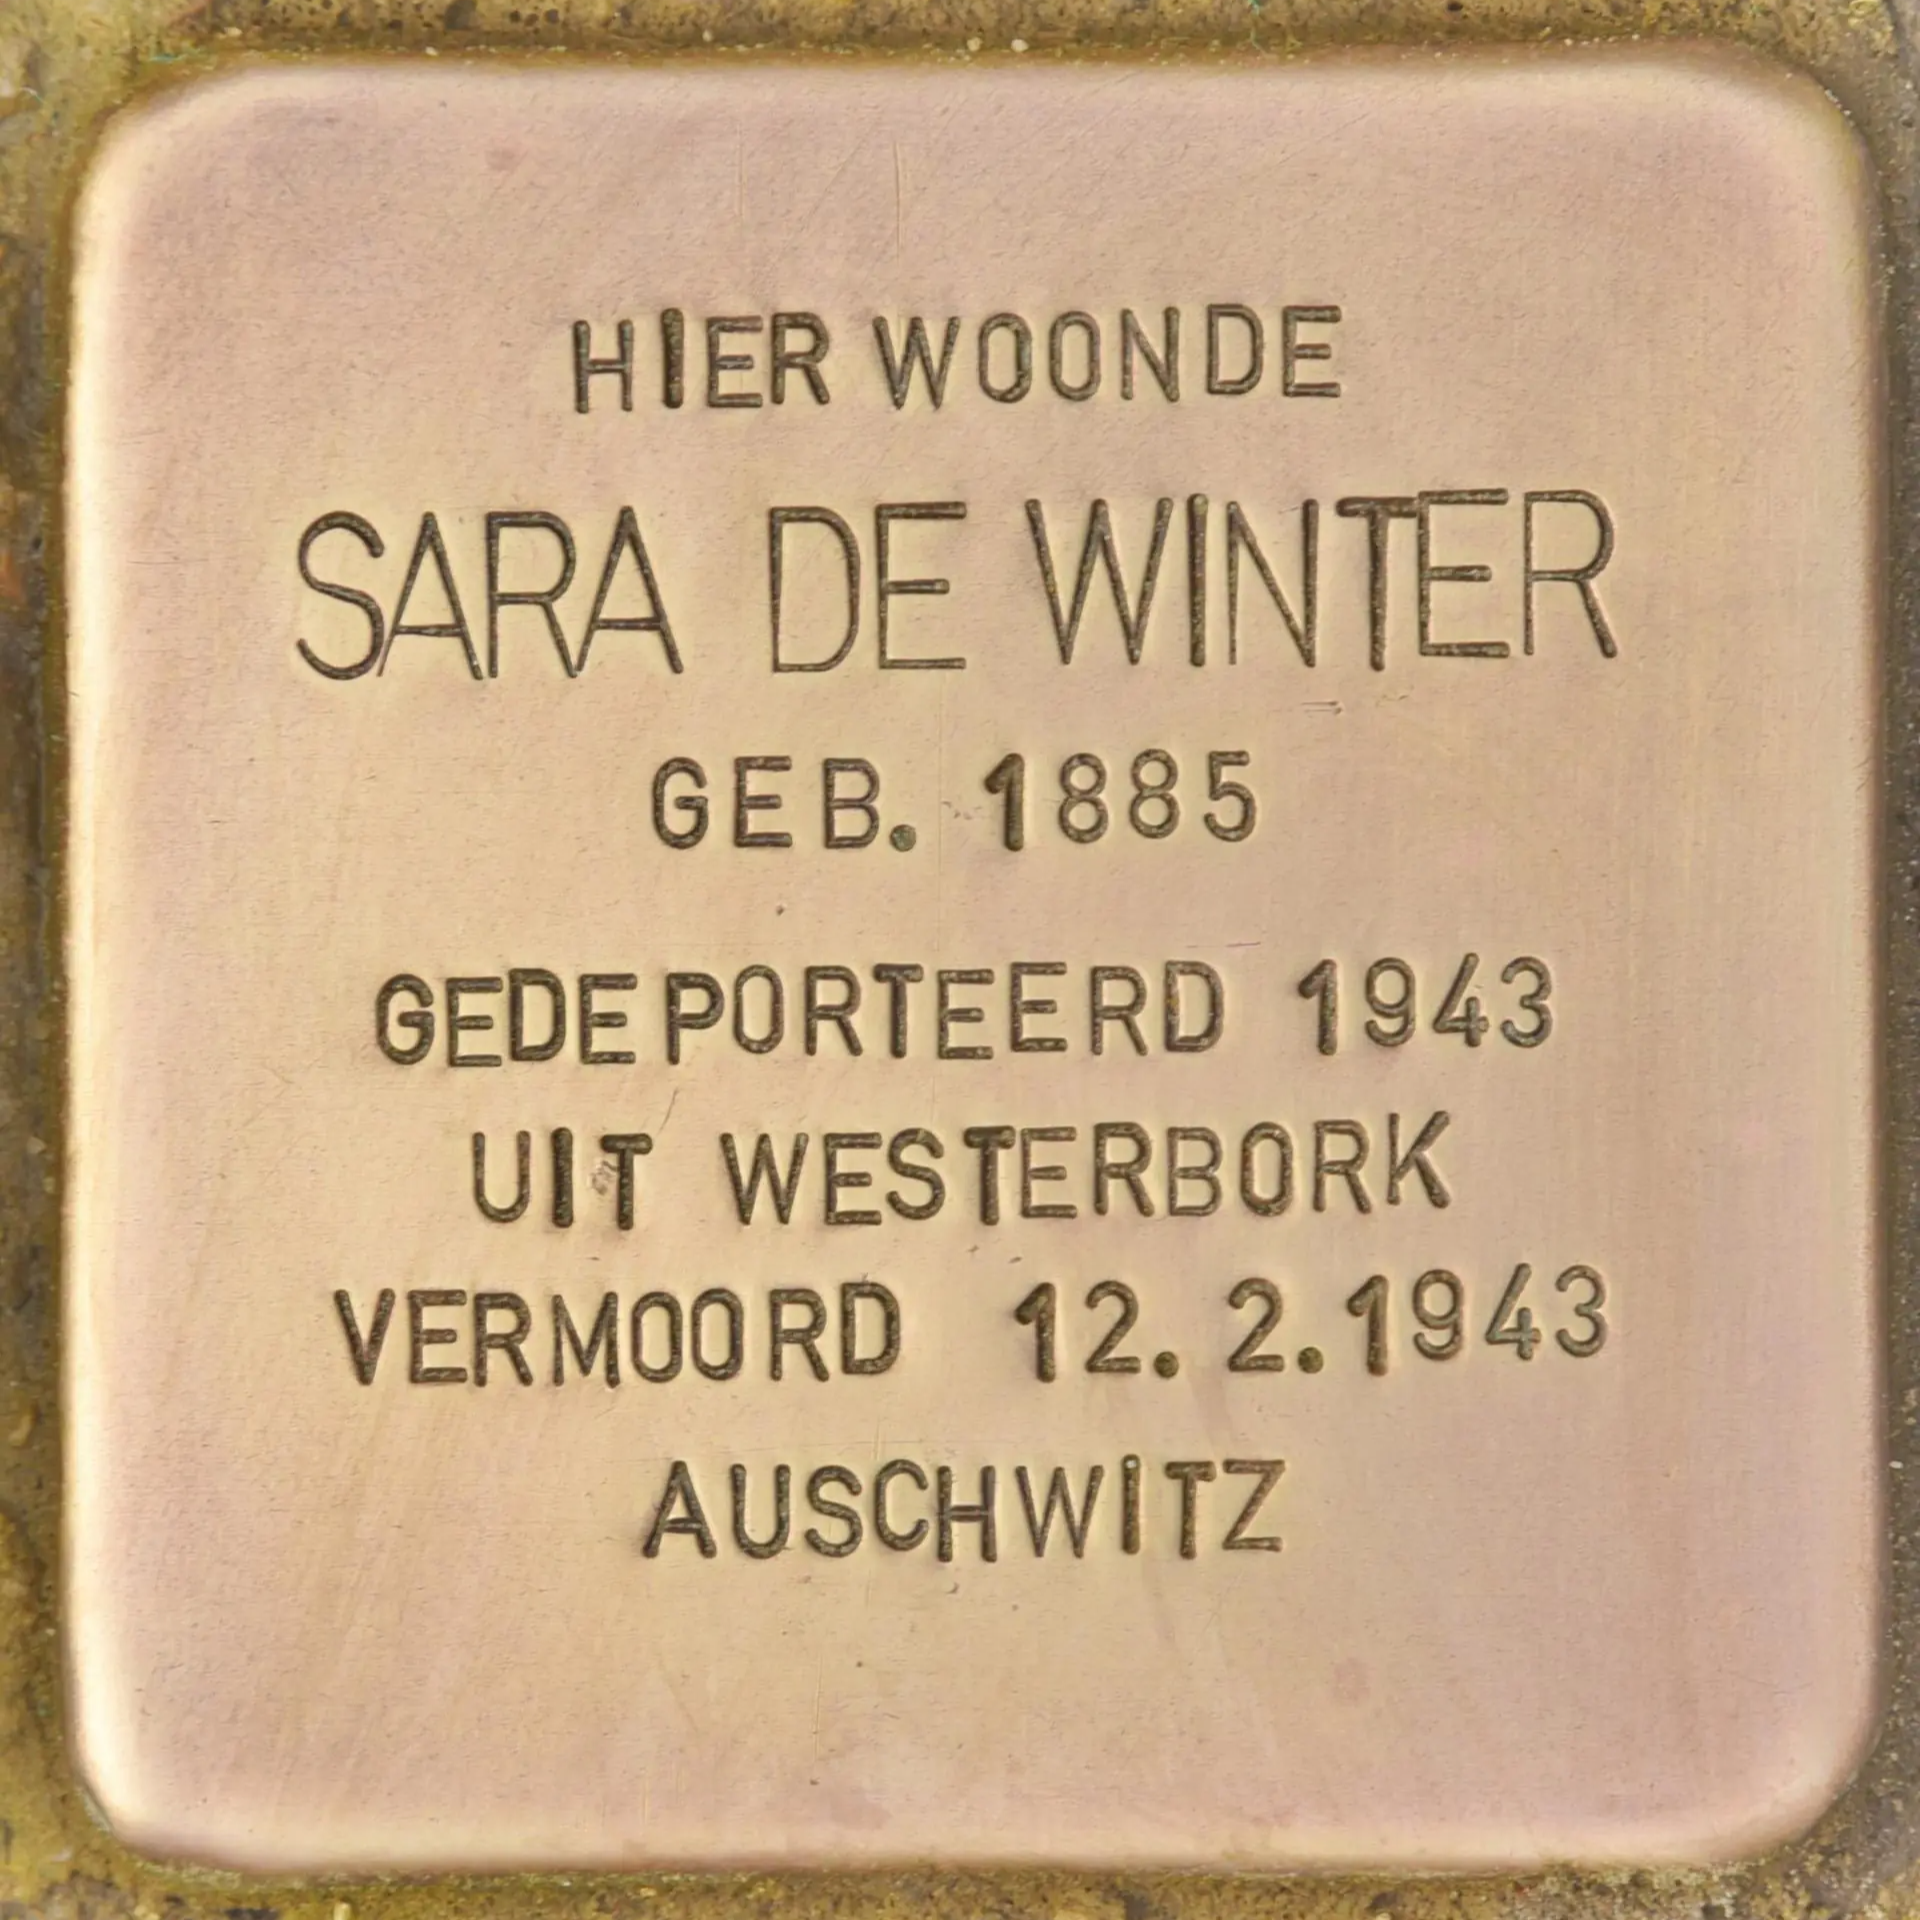 HIER WOONDE
SARA DE WINTER
GEB. 1885
GEDEPORTEERD 1943
UIT WESTERBORK
VERMOORD 12.2.1943
AUSCHWITZ